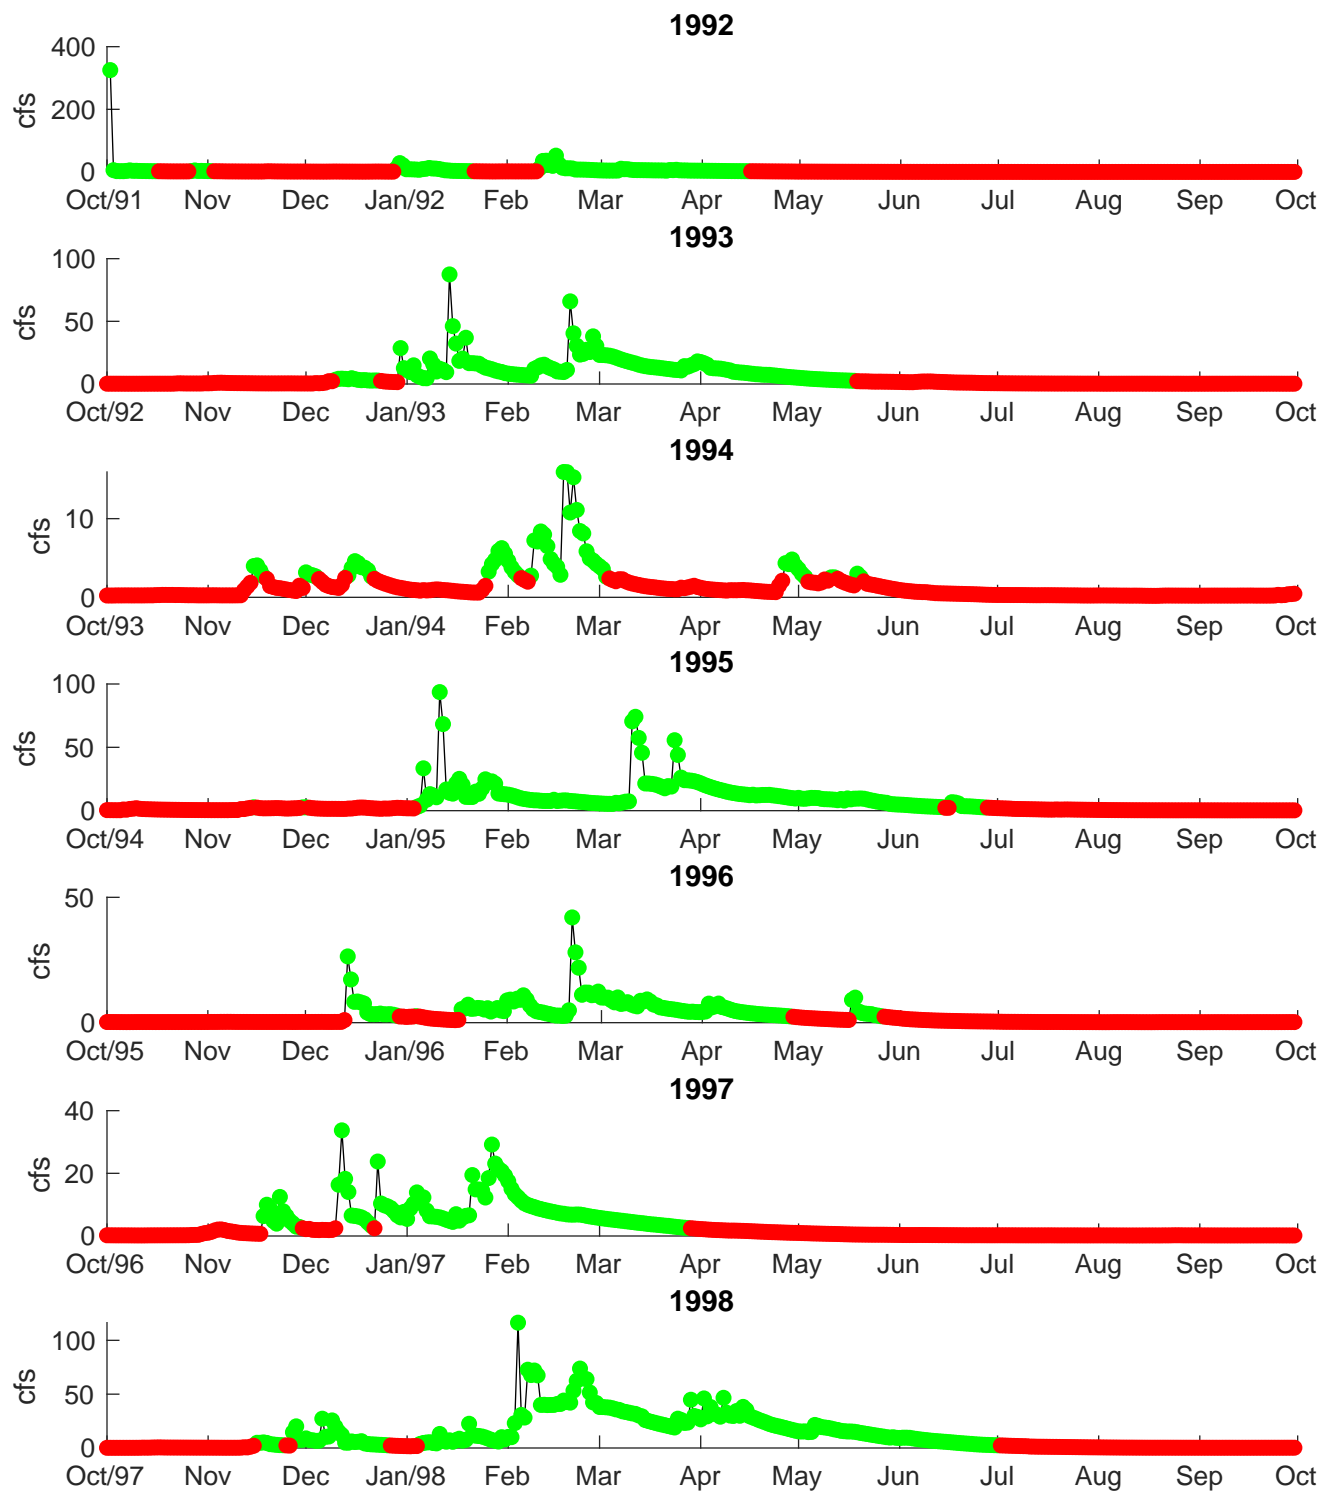 1992
400
200
0
cfs
Oct/91 Nov Dec Jan/92 Feb Mar Apr May Jun Jul Aug Sep Oct
1993
100
50
0
cfs
Oct/92 Nov Dec Jan/93 Feb Mar Apr May Jun Jul Aug Sep Oct
1994
10
0
cfs
Oct/93 Nov Dec Jan/94 Feb Mar Apr May Jun Jul Aug Sep Oct
1995
100
50
0
cfs
Oct/94 Nov Dec Jan/95 Feb Mar Apr May Jun Jul Aug Sep Oct
1996
50
0
cfs
Oct/95 Nov Dec Jan/96 Feb Mar Apr May Jun Jul Aug Sep Oct
1997
40
20
0
cfs
Oct/96 Nov Dec Jan/97 Feb Mar Apr May Jun Jul Aug Sep Oct
1998
100
50
0
cfs
Oct/97 Nov Dec Jan/98 Feb Mar Apr May Jun Jul Aug Sep Oct